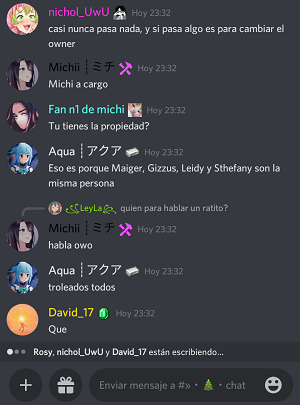 nichol_UwU Hoy 23:32
casi nunca pasa nada, y si pasa algo es para cambiar el
owner
Michii ┊ミチ Hoy 23:32
Michi a cargo
Fan n1 de michi Hoy 23:32
Tu tienes la propiedad?
Aqua ┊アクア Hoy 23:32
Eso es porque Maiger, Gizzus, Leidy y Sthefany son la
misma persona
LeyLa quien para hablar un ratito?
Michii ┊ミチ Hoy 23:32
habla owo
Aqua ┊アクア Hoy 23:32
troleados todos
David_17 Hoy 23:32
Que
Rosy, nichol_UwU y David_17 están escribiendo...
Enviar mensaje a #» • 🎄 • chat